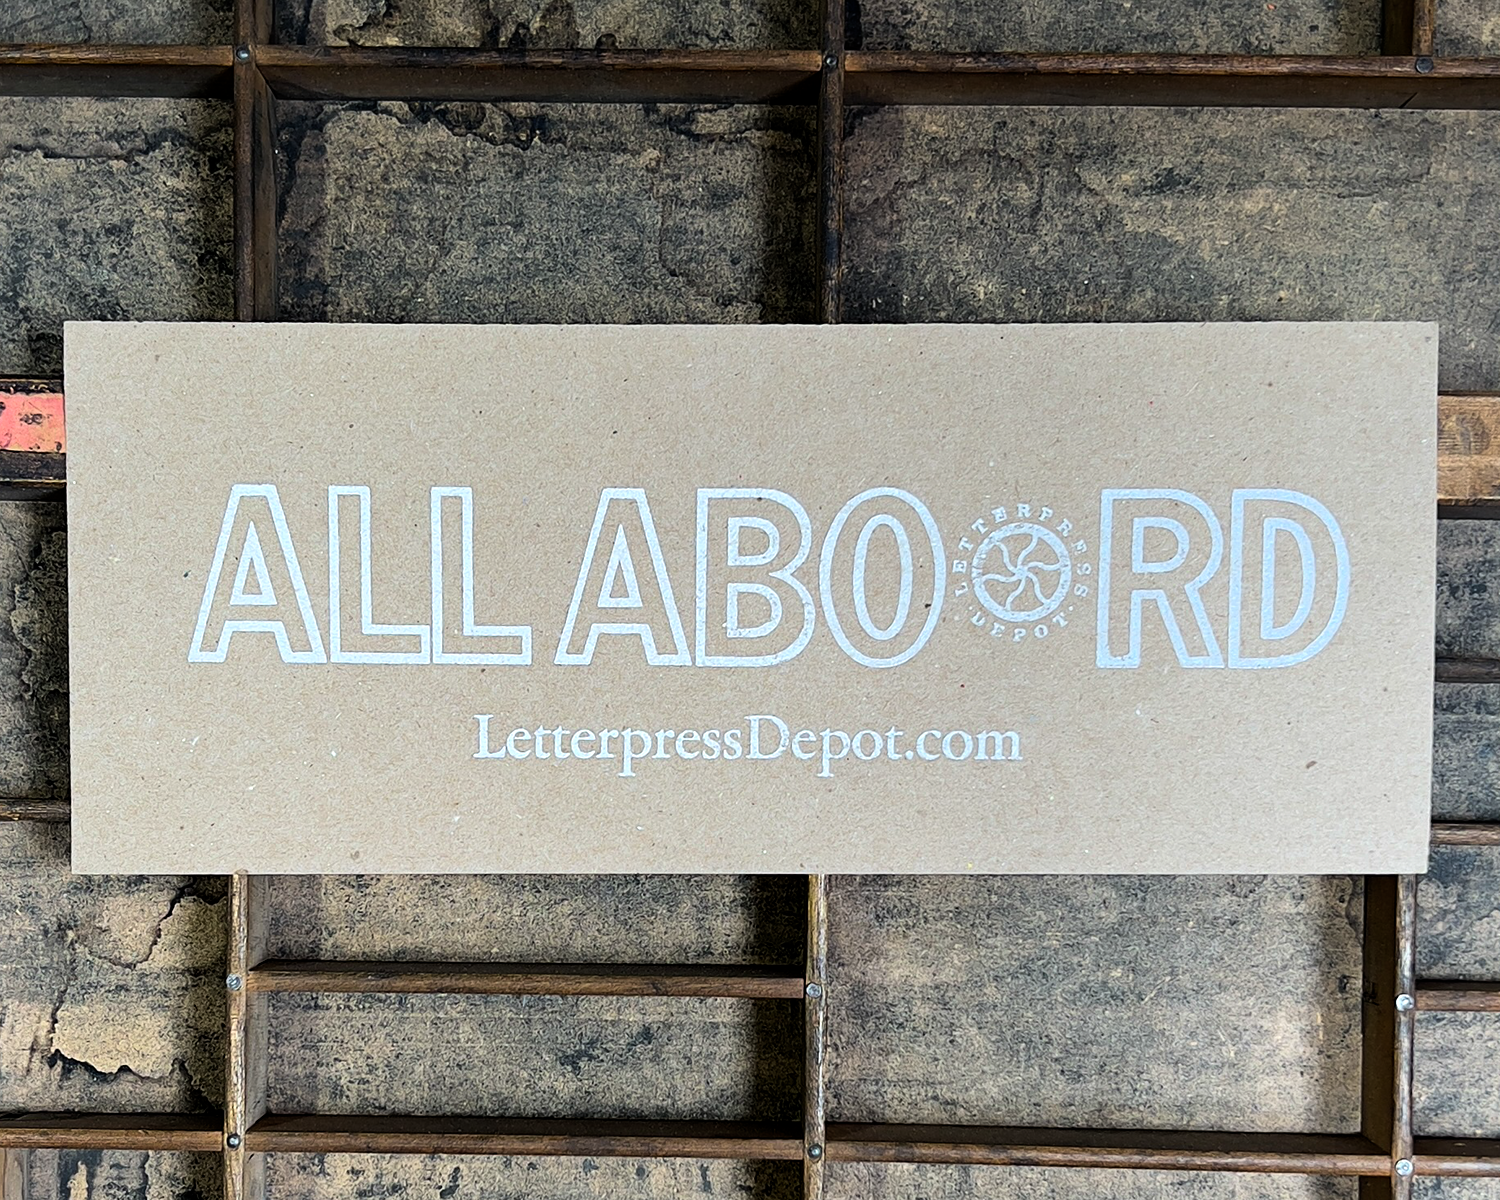 ALL ABO RD
LETTERPRESS
· DEPOT ·
LetterpressDepot.com